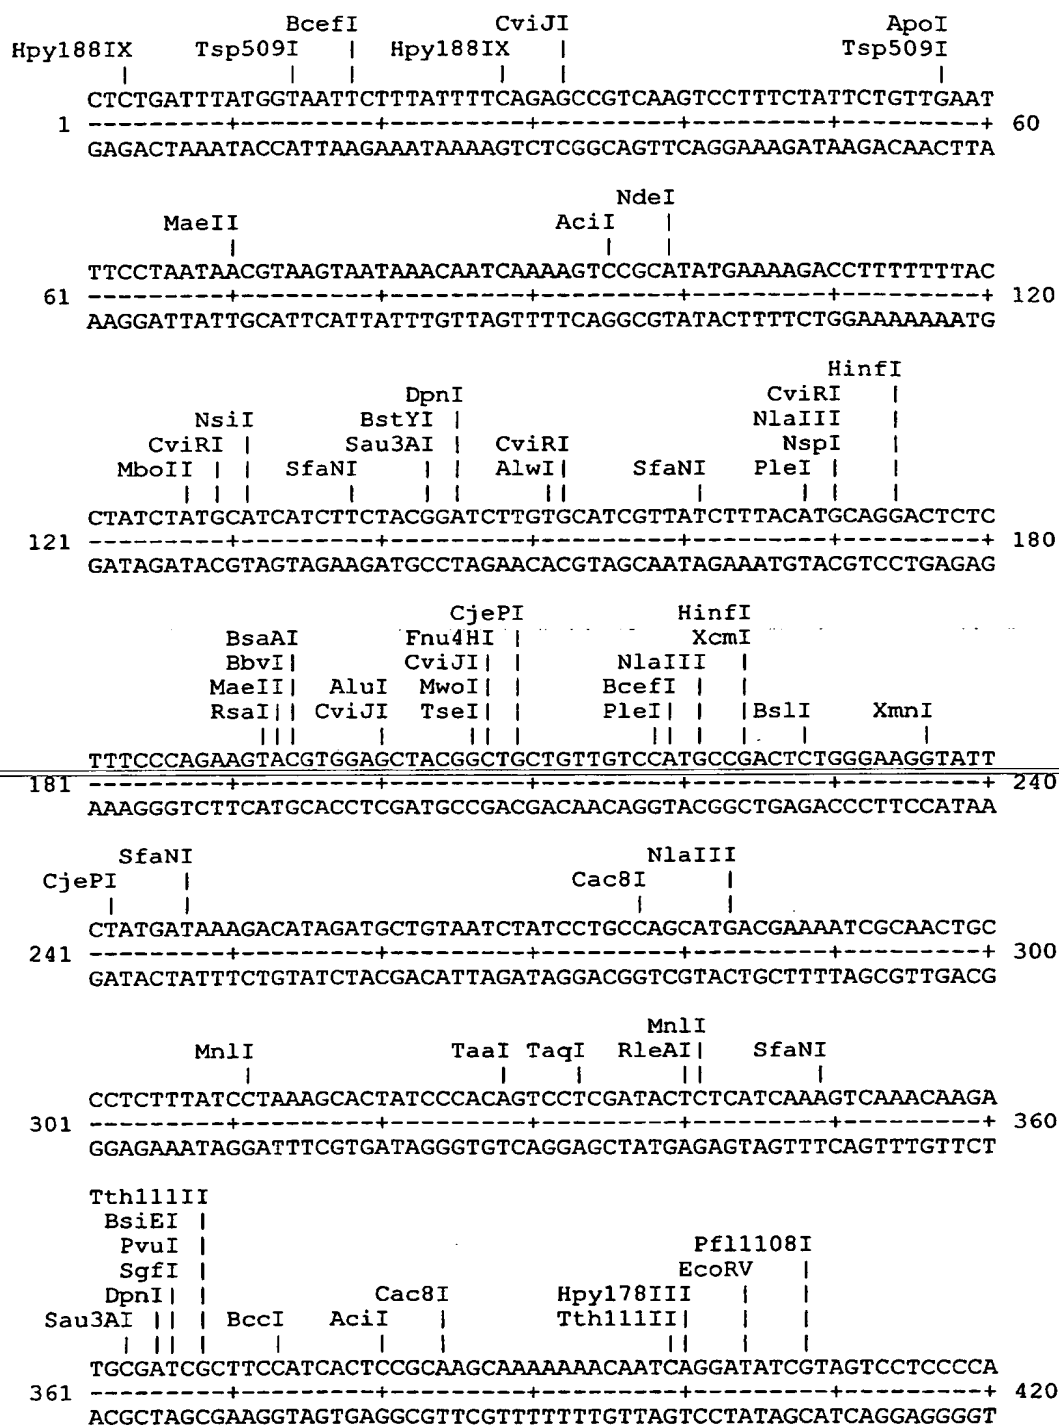 BcefI CviJI ApoI
Hpy188IX Tsp509I | Hpy188IX | Tsp509I
| | | | | |
CTCTGATTTATGGTAATTCTTTATTTTCAGAGCCGTCAAGTCCTTTCTATTCTGTTGAAT
1 ---------+---------+---------+---------+---------+---------+ 60
GAGACTAAATACCATTAAGAAATAAAAGTCTCGGCAGTTCAGGAAAGATAAGACAACTTA
NdeI
MaeII AciI |
| | |
TTCCTAATAACGTAAGTAATAAACAATCAAAAGTCCGCATATGAAAAGACCTTTTTTTAC
61 ---------+---------+---------+---------+---------+---------+ 120
AAGGATTATTGCATTCATTATTTGTTAGTTTTCAGGCGTATACTTTTCTGGAAAAAAATG
HinfI
DpnI CviRI |
NsiI BstYI | NlaIII |
CviRI | Sau3AI | CviRI NspI |
MboII | | SfaNI | | AlwI| SfaNI PleI | |
| | | | | | || | | | |
CTATCTATGCATCATCTTCTACGGATCTTGTGCATCGTTATCTTTACATGCAGGACTCTC
121 ---------+---------+---------+---------+---------+---------+ 180
GATAGATACGTAGTAGAAGATGCCTAGAACACGTAGCAATAGAAATGTACGTCCTGAGAG
CjePI HinfI
BsaAI Fnu4HI | XcmI
BbvI| CviJI| | NlaIII |
MaeII| AluI MwoI| | BcefI | |
RsaI|| CviJI TseI| | PleI| | | BslI XmnI
||| | || | || | | | |
TTTCCCAGAAGTACGTGGAGCTACGGCTGCTGTTGTCCATGCCGACTCTGGGAAGGTATT
181 ---------+---------+---------+---------+---------+---------+ 240
AAAGGGTCTTCATGCACCTCGATGCCGACGACAACAGGTACGGCTGAGACCCTTCCATAA
SfaNI NlaIII
CjePI | Cac8I |
| | | |
CTATGATAAAGACATAGATGCTGTAATCTATCCTGCCAGCATGACGAAAATCGCAACTGC
241 ---------+---------+---------+---------+---------+---------+ 300
GATACTATTTCTGTATCTACGACATTAGATAGGACGGTCGTACTGCTTTTAGCGTTGACG
MnlI
MnlI TaaI TaqI RleAI| SfaNI
| | | || |
CCTCTTTATCCTAAAGCACTATCCCACAGTCCTCGATACTCTCATCAAAGTCAAACAAGA
301 ---------+---------+---------+---------+---------+---------+ 360
GGAGAAATAGGATTTCGTGATAGGGTGTCAGGAGCTATGAGAGTAGTTTCAGTTTGTTCT
Tth111II
BsiEI |
PvuI | Pfl1108I
SgfI | EcoRV |
DpnI| | Cac8I Hpy178III | |
Sau3AI || | BccI AciI | Tth111II| | |
| || | | | | || | |
TGCGATCGCTTCCATCACTCCGCAAGCAAAAAAACAATCAGGATATCGTAGTCCTCCCCA
361 ---------+---------+---------+---------+---------+---------+ 420
ACGCTAGCGAAGGTAGTGAGGCGTTCGTTTTTTTGTTAGTCCTATAGCATCAGGAGGGGT